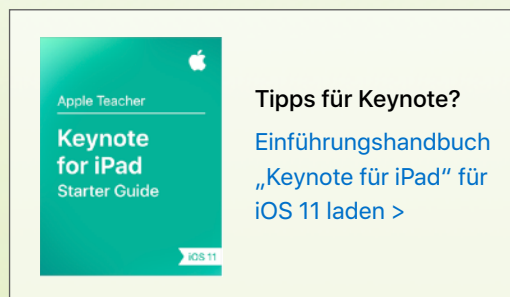 Apple Teacher
Keynote
for iPad
Starter Guide
iOS 11
Tipps für Keynote?
Einführungshandbuch
„Keynote für iPad“ für
iOS 11 laden >